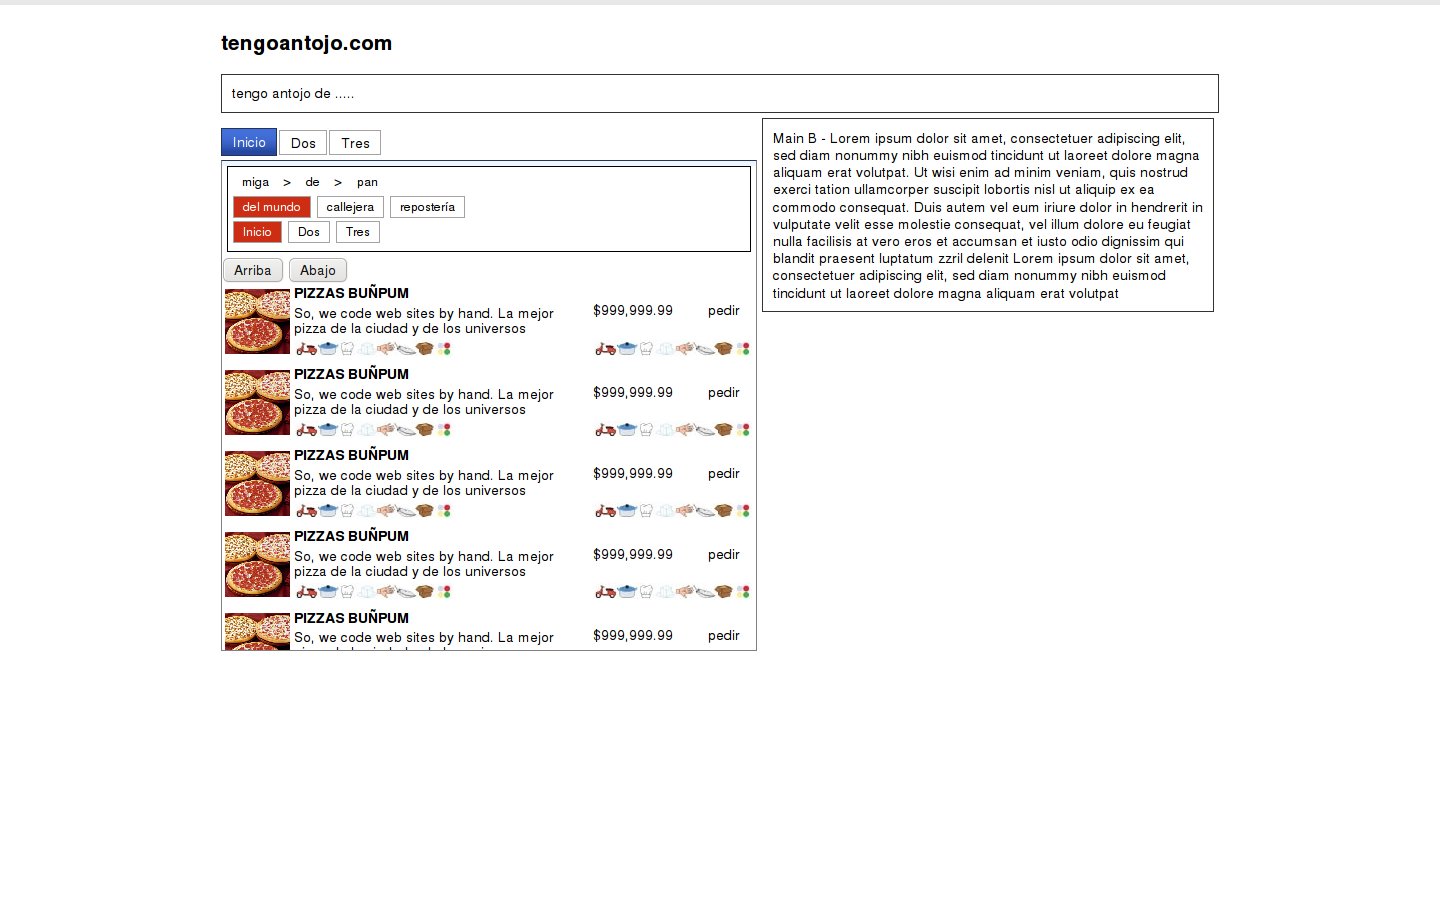 tengoantojo.com
tengo antojo de .....
Inicio Dos Tres
miga > de > pan
del mundo callejera repostería
Inicio Dos Tres
Arriba Abajo
PIZZAS BUÑPUM
So, we code web sites by hand. La mejor
pizza de la ciudad y de los universos
$999,999.99 pedir
PIZZAS BUÑPUM
So, we code web sites by hand. La mejor
pizza de la ciudad y de los universos
$999,999.99 pedir
PIZZAS BUÑPUM
So, we code web sites by hand. La mejor
pizza de la ciudad y de los universos
$999,999.99 pedir
PIZZAS BUÑPUM
So, we code web sites by hand. La mejor
pizza de la ciudad y de los universos
$999,999.99 pedir
PIZZAS BUÑPUM
So, we code web sites by hand. La mejor
$999,999.99 pedir
Main B - Lorem ipsum dolor sit amet, consectetuer adipiscing elit,
sed diam nonummy nibh euismod tincidunt ut laoreet dolore magna
aliquam erat volutpat. Ut wisi enim ad minim veniam, quis nostrud
exerci tation ullamcorper suscipit lobortis nisl ut aliquip ex ea
commodo consequat. Duis autem vel eum iriure dolor in hendrerit in
vulputate velit esse molestie consequat, vel illum dolore eu feugiat
nulla facilisis at vero eros et accumsan et iusto odio dignissim qui
blandit praesent luptatum zzril delenit Lorem ipsum dolor sit amet,
consectetuer adipiscing elit, sed diam nonummy nibh euismod
tincidunt ut laoreet dolore magna aliquam erat volutpat